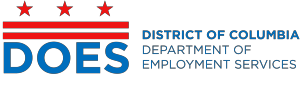 DOES
DISTRICT OF COLUMBIA
DEPARTMENT OF
EMPLOYMENT SERVICES